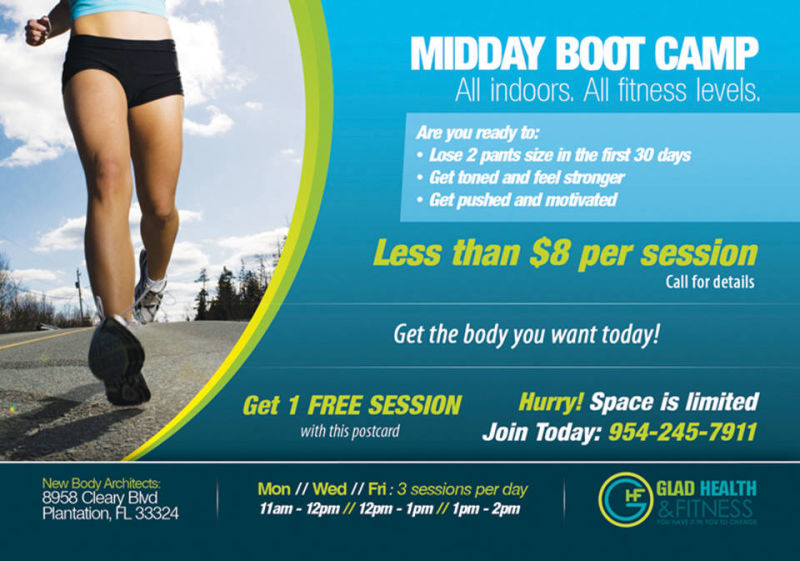 MIDDAY BOOT CAMP
All indoors. All fitness levels.
Are you ready to:
• Lose 2 pants size in the first 30 days
• Get toned and feel stronger
• Get pushed and motivated
Less than $8 per session
Call for details
Get the body you want today!
Get 1 FREE SESSION
with this postcard
Hurry! Space is limited
Join Today: 954-245-7911
New Body Architects:
8958 Cleary Blvd
Plantation, FL 33324
Mon // Wed // Fri : 3 sessions per day
11am - 12pm // 12pm - 1pm // 1pm - 2pm
GHF
GLAD HEALTH
& FITNESS
YOU HAVE IT IN YOU TO CHANGE